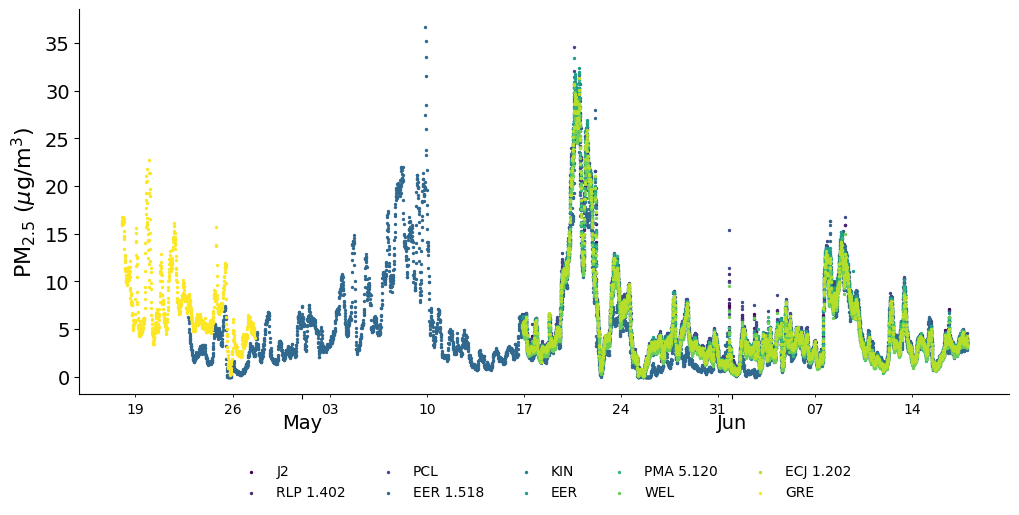 PM2.5 (μg/m3)
35
30
25
20
15
10
5
0
19 26 03 10 17 24 31 07 14
May Jun
J2 PCL KIN PMA 5.120 ECJ 1.202
RLP 1.402 EER 1.518 EER WEL GRE